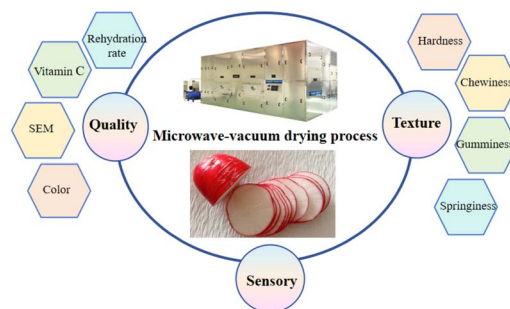 Rehydration
rate
Vitamin C
SEM
Color
Quality
Microwave-vacuum drying process
Texture
Hardness
Chewiness
Gumminess
Springiness
Sensory